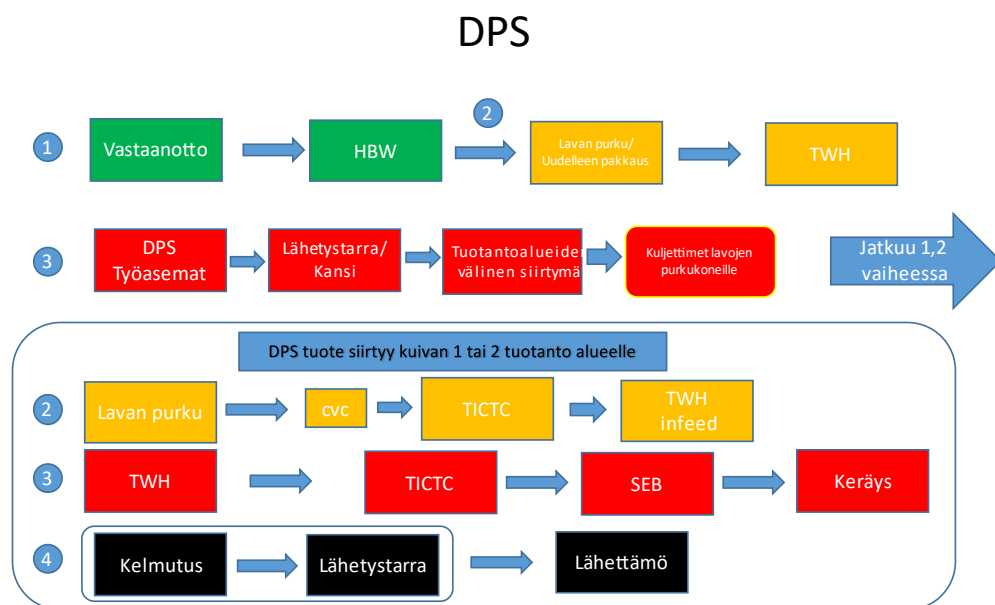 DPS
2
1
Vastaanotto
HBW
Lavan purku/
Uudelleen pakkaus
TWH
3
DPS
Työasemat
Lähetystarra/
Kansi
Tuotantoalueiden
välinen siirtymä
Kuljettimet lavojen
purkukoneille
Jatkuu 1,2
vaiheessa
DPS tuote siirtyy kuivan 1 tai 2 tuotanto alueelle
2
Lavan purku
cvc
TICTC
TWH
infeed
3
TWH
TICTC
SEB
Keräys
4
Kelmutus
Lähetystarra
Lähettämö